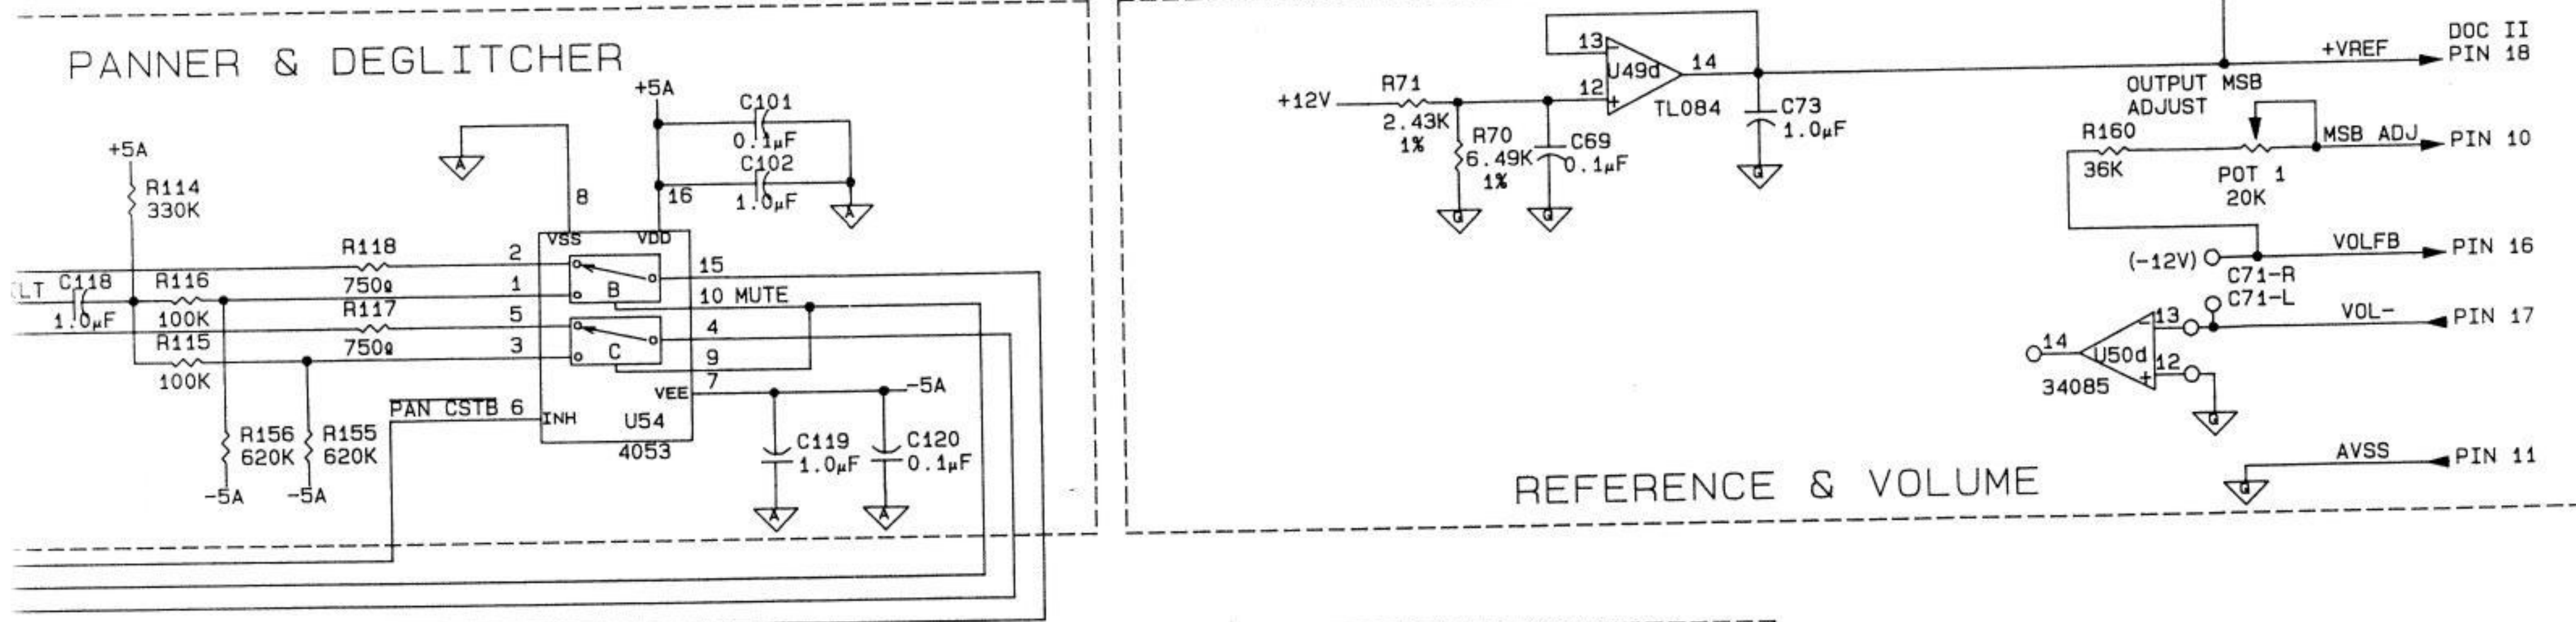 PANNER & DEGLITCHER
+5A
R114
330K
+5A
C101
0.1µF
C102
1.0µF
A
A
8
16
VSS
VDD
R118
750Ω
2
15
C118
1.0µF
R116
100K
1
B
10 MUTE
R117
750Ω
5
4
R115
100K
3
C
9
7
VEE
-5A
PAN CSTB 6
INH
U54
4053
R156
620K
R155
620K
-5A
-5A
C119
1.0µF
C120
0.1µF
A
A
+12V
R71
2.43K
1%
R70
6.49K
1%
C69
0.1µF
13
-
U49d
12
+
14
TL084
C73
1.0µF
Q
Q
Q
+VREF
DOC II
PIN 18
OUTPUT MSB
ADJUST
R160
36K
POT 1
20K
MSB ADJ
PIN 10
(-12V)
VOLFB
PIN 16
C71-R
C71-L
VOL-
PIN 17
14
U50d
-
13
12
+
34085
Q
AVSS
PIN 11
Q
REFERENCE & VOLUME